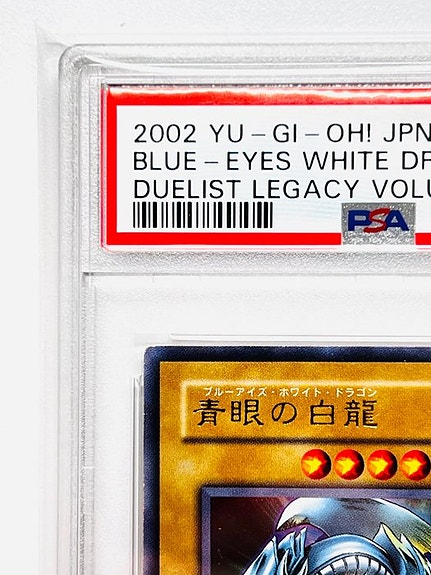 2002 YU-GI-OH! JPN
BLUE-EYES WHITE DR
DUELIST LEGACY VOLU
PSA
ブルーアイズ・ホワイト・ドラゴン
青眼の白龍